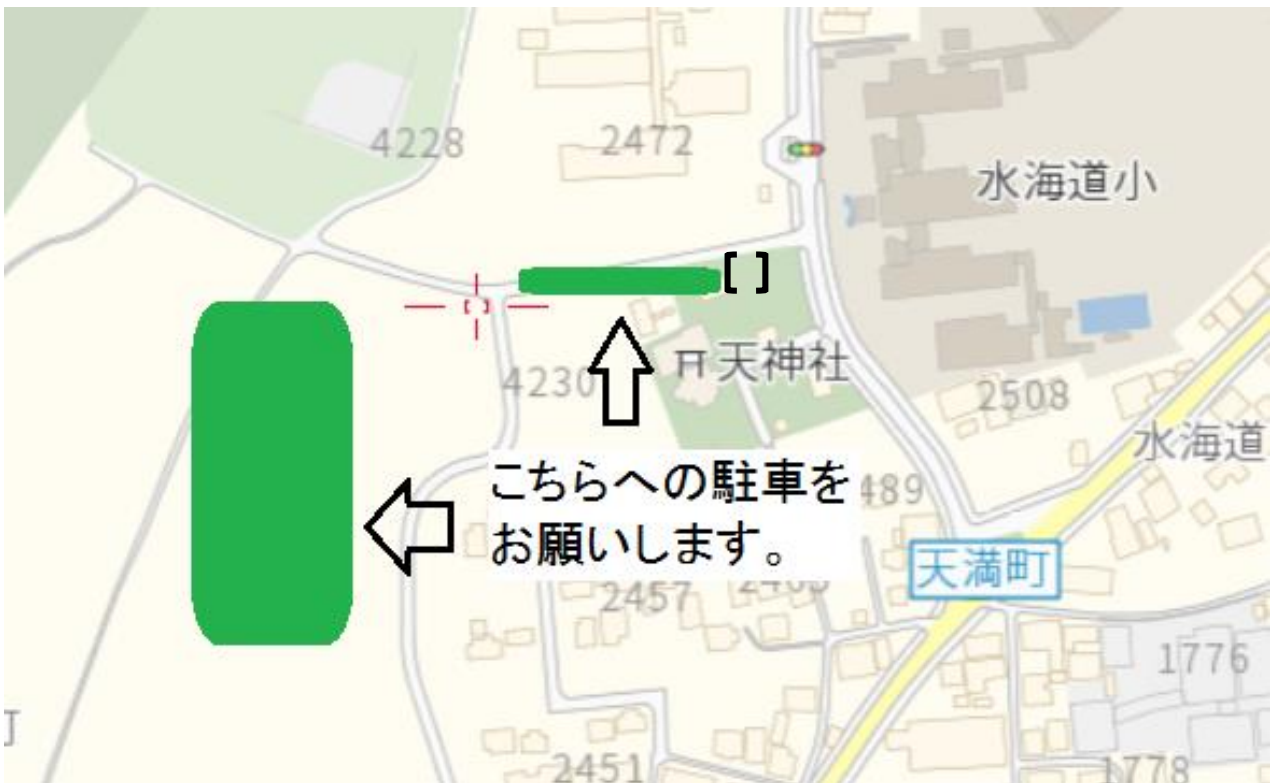 4228
2472
水海道小
[ ]
天神社
4230
2508
水海道
こちらへの駐車を
お願いします。
489
天満町
2457
1776
2451
1778